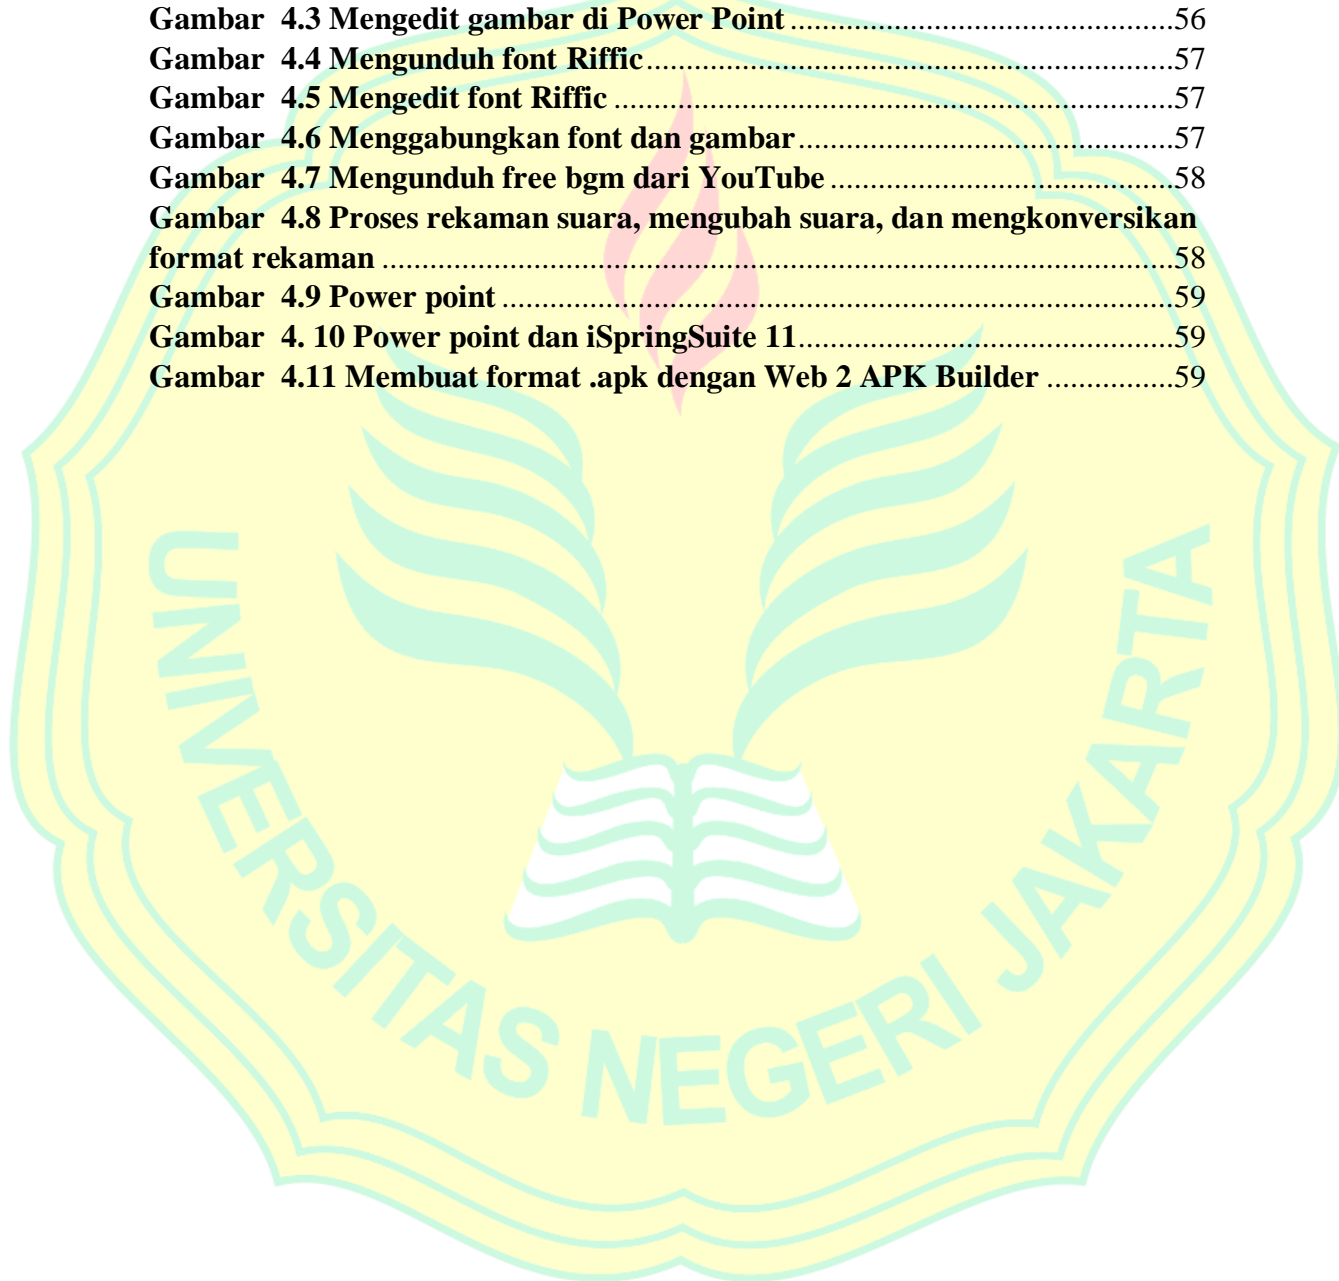 Gambar  4.3 Mengedit gambar di Power Point.....................................................56
Gambar  4.4 Mengunduh font Riffic.........................................................................57
Gambar  4.5 Mengedit font Riffic .............................................................................57
Gambar  4.6 Menggabungkan font dan gambar....................................................57
Gambar  4.7 Mengunduh free bgm dari YouTube ...............................................58
Gambar  4.8 Proses rekaman suara, mengubah suara, dan mengkonversikan
format rekaman ..........................................................................................................58
Gambar  4.9 Power point ............................................................................................59
Gambar  4. 10 Power point dan iSpringSuite 11....................................................59
Gambar  4.11 Membuat format .apk dengan Web 2 APK Builder ................59
UNIVERSITAS NEGERI JAKARTA